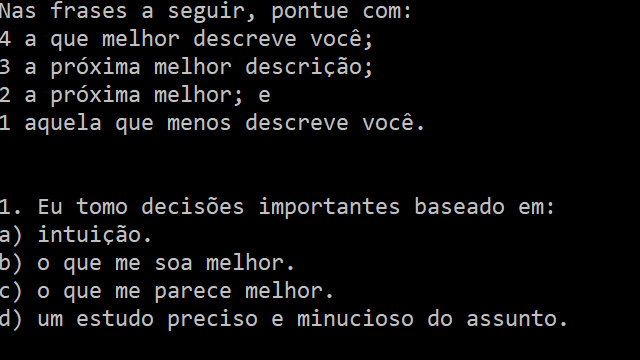 Nas frases a seguir, pontue com:
4 a que melhor descreve você;
3 a próxima melhor descrição;
2 a próxima melhor; e
1 aquela que menos descreve você.
1. Eu tomo decisões importantes baseado em:
a) intuição.
b) o que me soa melhor.
c) o que me parece melhor.
d) um estudo preciso e minucioso do assunto.